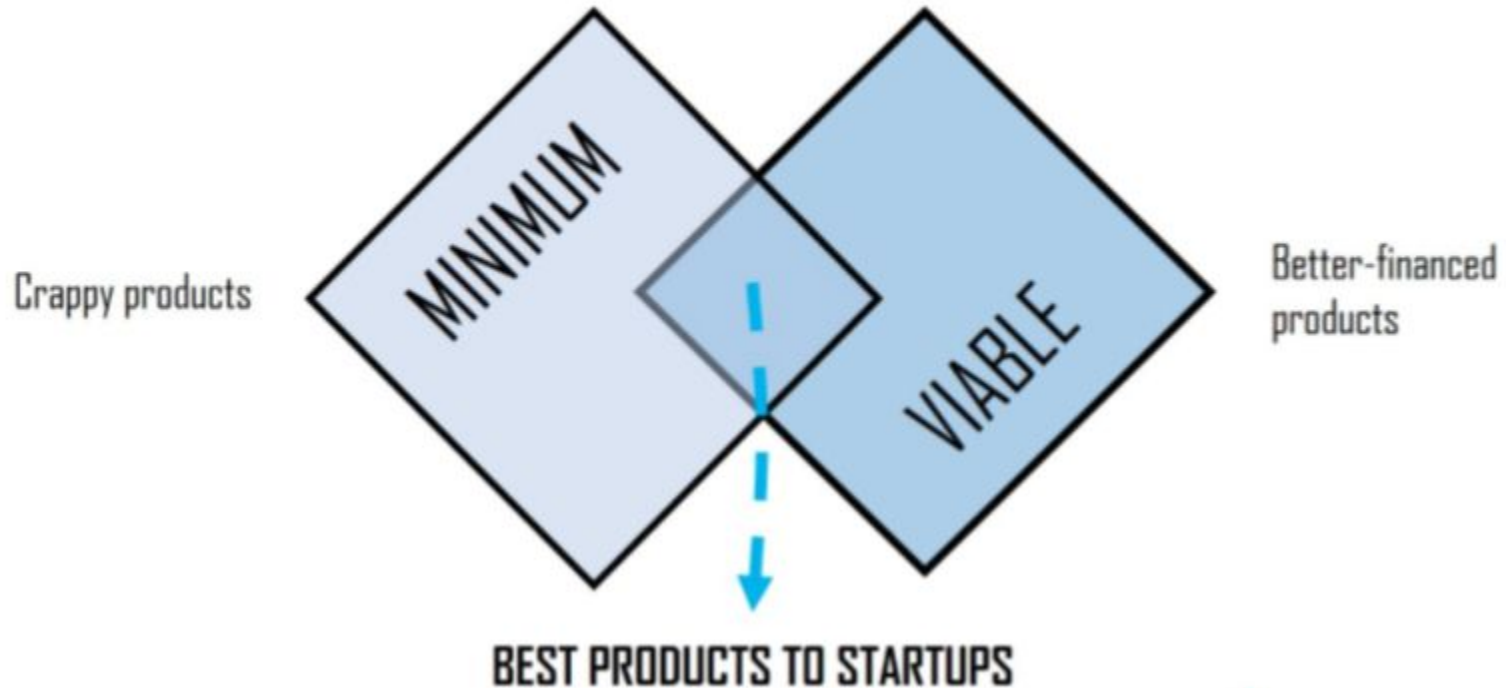 MINIMUM
Crappy products
VIABLE
Better-financed
products
BEST PRODUCTS TO STARTUPS